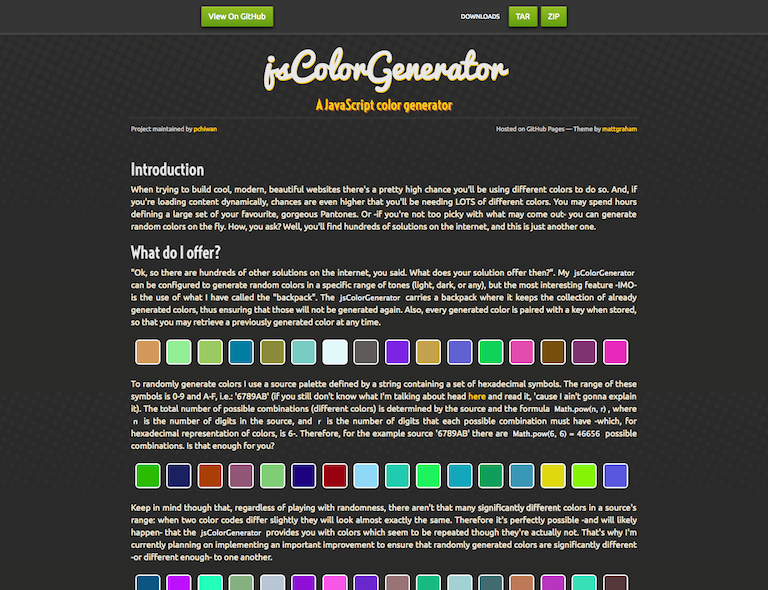 View On GitHub
DOWNLOADS TAR ZIP
jsColorGenerator
A JavaScript color generator
Project maintained by pchiwan
Hosted on GitHub Pages — Theme by mattgraham
Introduction
When trying to build cool, modern, beautiful websites there's a pretty high chance you'll be using different colors to do so. And, if
you're loading content dynamically, chances are even higher that you'll be needing LOTS of different colors. You may spend hours
defining a large set of your favourite, gorgeous Pantones. Or -if you're not too picky with what may come out- you can generate
random colors on the fly. How, you ask? Well, you'll find hundreds of solutions on the internet, and this is just another one.
What do I offer?
"Ok, so there are hundreds of other solutions on the internet, you said. What does your solution offer then?". My jsColorGenerator
can be configured to generate random colors in a specific range of tones (light, dark, or any), but the most interesting feature -IMO-
is the use of what I have called the "backpack". The jsColorGenerator carries a backpack where it keeps the collection of already
generated colors, thus ensuring that those will not be generated again. Also, every generated color is paired with a key when stored,
so that you may retrieve a previously generated color at any time.
To randomly generate colors I use a source palette defined by a string containing a set of hexadecimal symbols. The range of these
symbols is 0-9 and A-F, i.e.: '6789AB' (if you still don't know what I'm talking about head here and read it, 'cause I ain't gonna explain
it). The total number of possible combinations (different colors) is determined by the source and the formula Math.pow(n, r) , where
n is the number of digits in the source, and r is the number of digits that each possible combination must have -which, for
hexadecimal representation of colors, is 6-. Therefore, for the example source '6789AB' there are Math.pow(6, 6) = 46656 possible
combinations. Is that enough for you?
Keep in mind though that, regardless of playing with randomness, there aren't that many significantly different colors in a source's
range: when two color codes differ slightly they will look almost exactly the same. Therefore it's perfectly possible -and will likely
happen- that the jsColorGenerator provides you with colors which seem to be repeated though they're actually not. That's why I'm
currently planning on implementing an important improvement to ensure that randomly generated colors are significantly different
-or different enough- to one another.